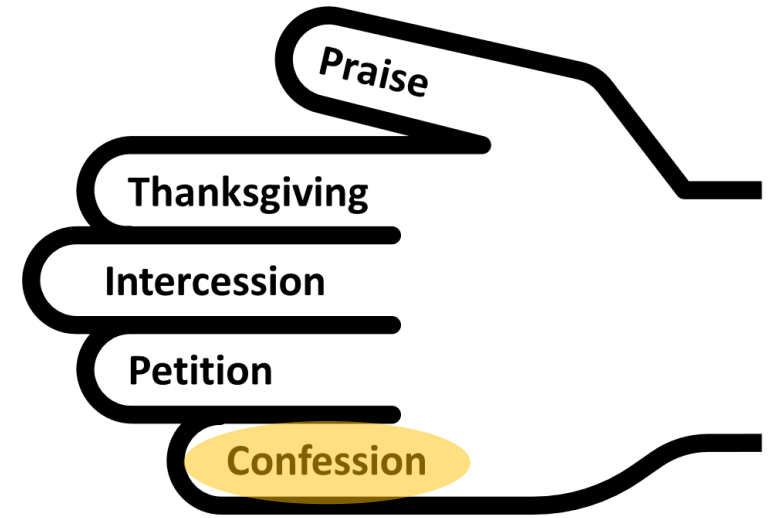 Praise
Thanksgiving
Intercession
Petition
Confession